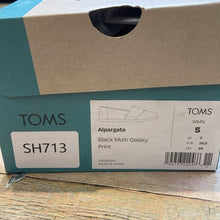 TOMS
SH713
TOMS
Alpargata
Black Multi Galaxy
Print
WMN
5